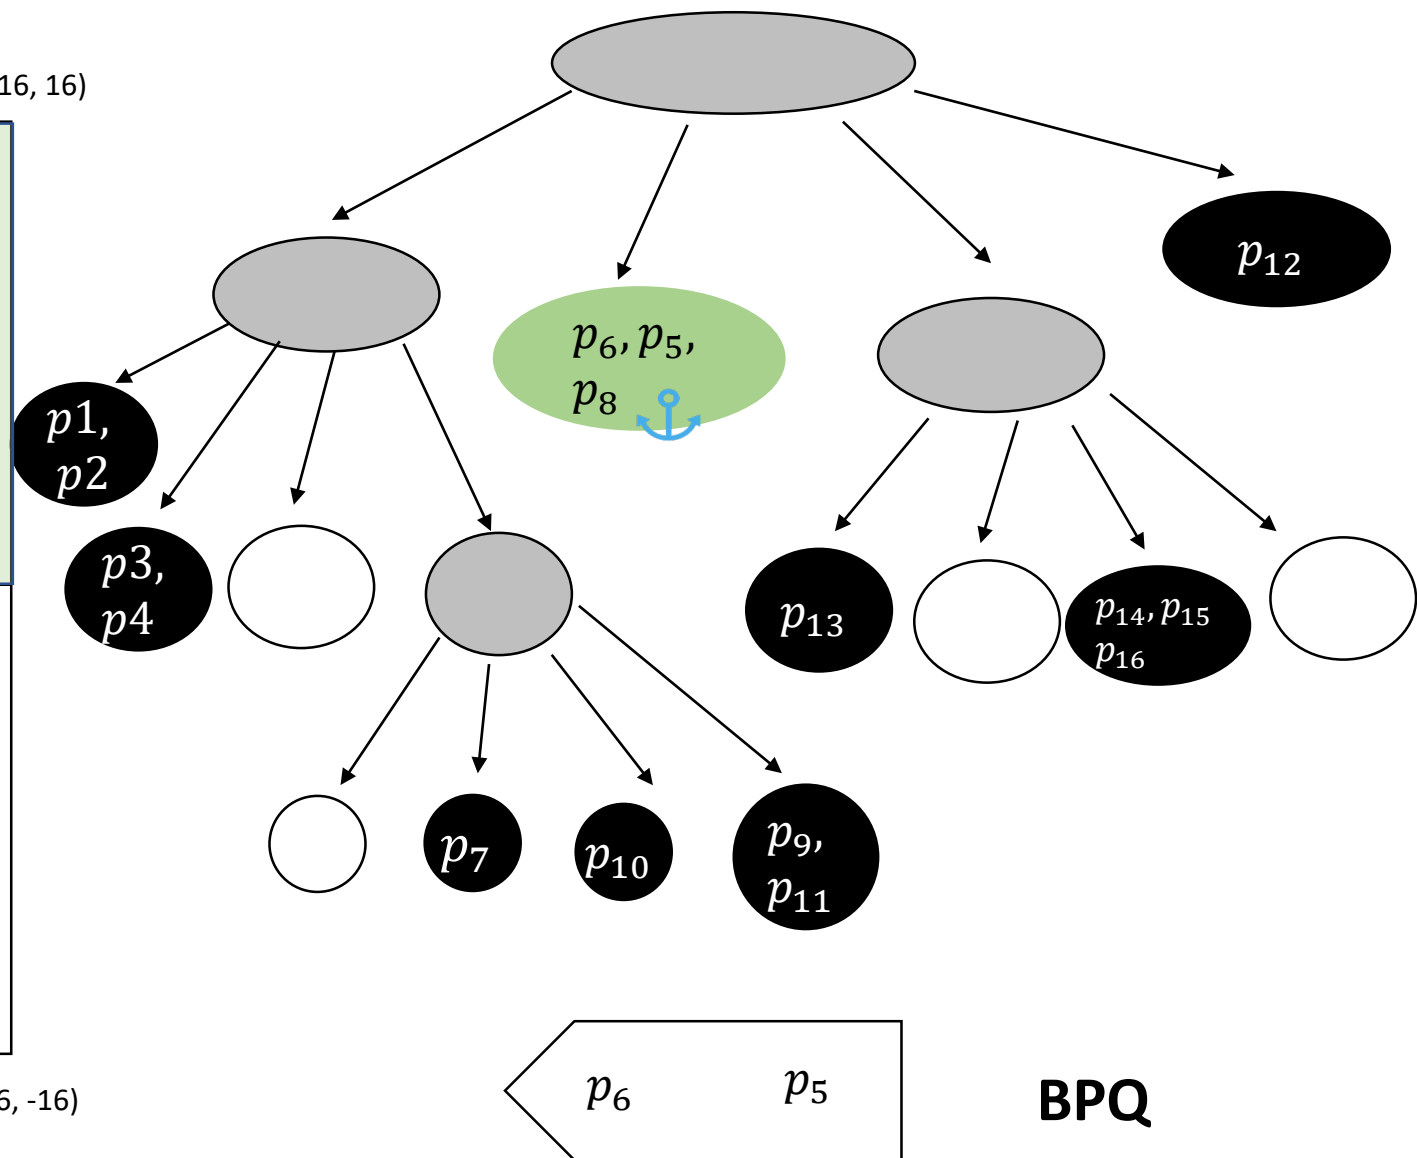 16, 16)
p₁₂
p₆, p₅,
p₈
p1,
p2
p3,
p4
p₁₃
p₁₄, p₁₅
p₁₆
p₇
p₁₀
p₉,
p₁₁
p₆ p₅
BPQ
6, -16)